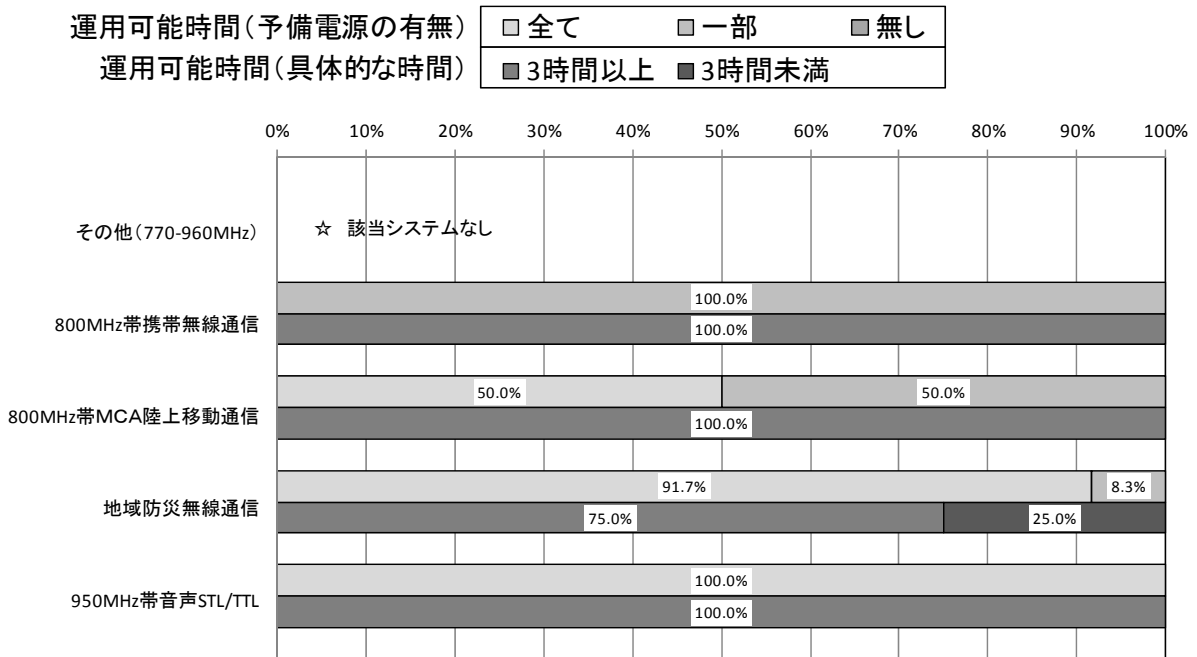 運用可能時間(予備電源の有無) 全て 一部 無し
運用可能時間(具体的な時間) 3時間以上 3時間未満
0% 10% 20% 30% 40% 50% 60% 70% 80% 90% 100%
その他(770-960MHz) ☆ 該当システムなし
100.0%
800MHz帯携帯無線通信
100.0%
50.0% 50.0%
800MHz帯MCA陸上移動通信
100.0%
91.7% 8.3%
地域防災無線通信
75.0% 25.0%
100.0%
950MHz帯音声STL/TTL
100.0%